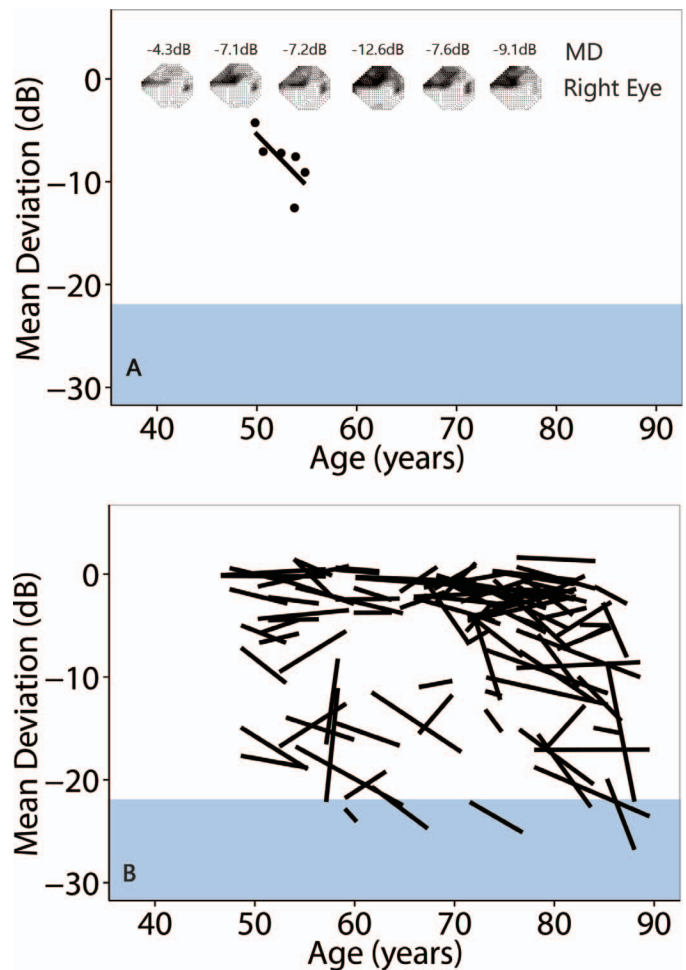 -4.3dB -7.1dB -7.2dB -12.6dB -7.6dB -9.1dB MD
Right Eye
0
−10
−20
−30
Mean Deviation (dB)
A
40 50 60 70 80 90
Age (years)
0
−10
−20
−30
Mean Deviation (dB)
B
40 50 60 70 80 90
Age (years)